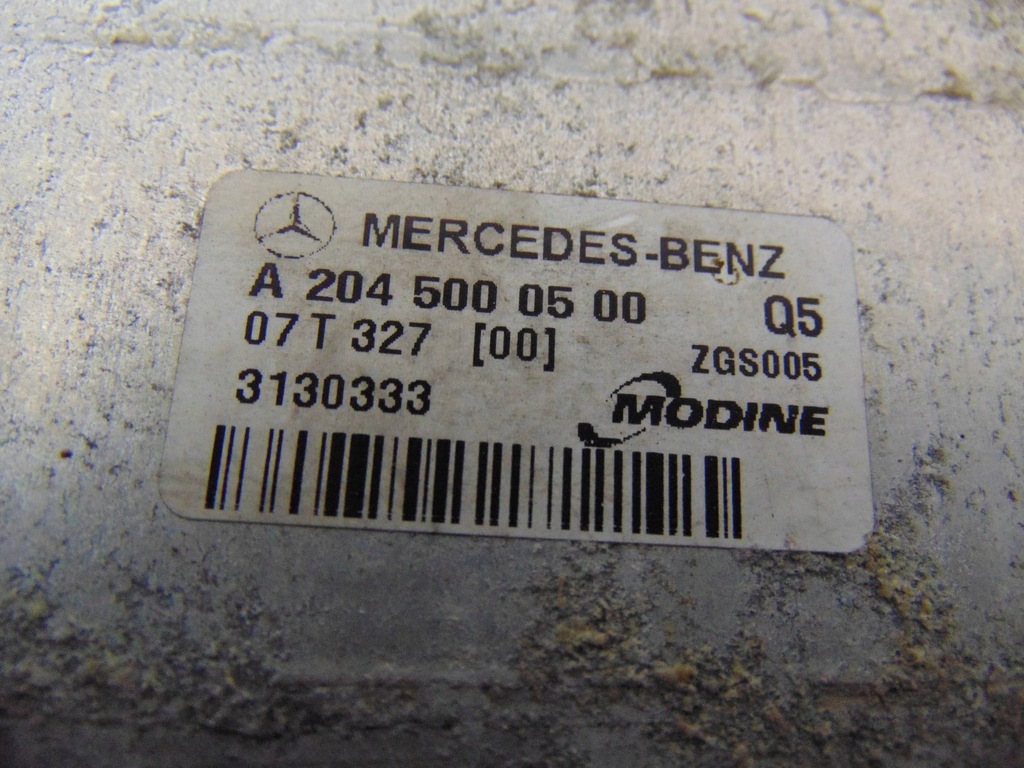 MERCEDES-BENZ
A 204 500 05 00 Q5
07 T 327 [00] ZGS005
3130333 MODINE